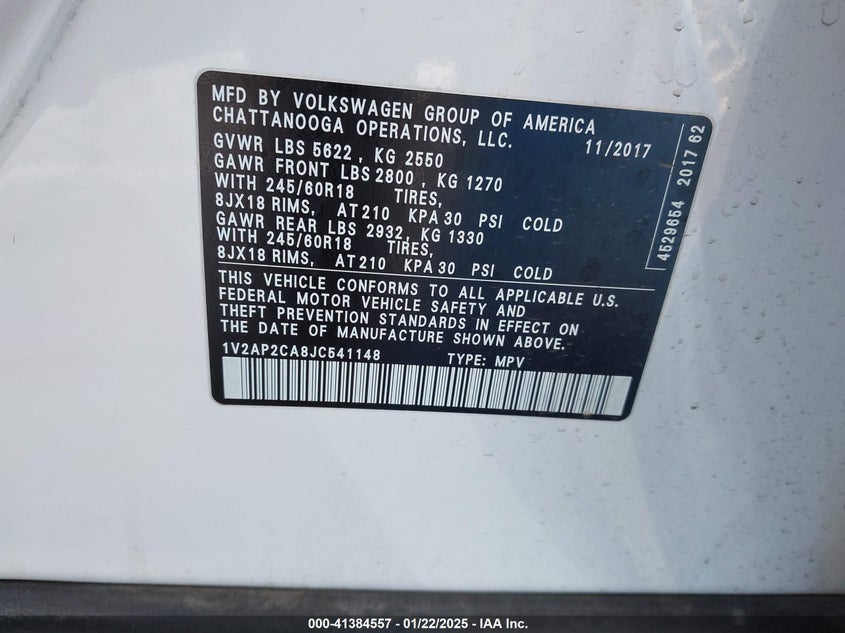 MFD BY VOLKSWAGEN GROUP OF AMERICA
CHATTANOOGA OPERATIONS, LLC. 11/2017
GVWR LBS 5622 , KG 2550
GAWR FRONT LBS 2800 , KG 1270
WITH 245/60R18 TIRES,
8JX18 RIMS, AT 210 KPA 30 PSI COLD
GAWR REAR LBS 2932, KG 1330
WITH 245/60R18 TIRES,
8JX18 RIMS, AT 210 KPA 30 PSI COLD
THIS VEHICLE CONFORMS TO ALL APPLICABLE U.S.
FEDERAL MOTOR VEHICLE SAFETY AND
THEFT PREVENTION STANDARDS IN EFFECT ON
THE DATE OF MANUFACTURE SHOWN ABOVE.
1V2AP2CA8JC541148 TYPE: MPV
4529654 2017 62
000-41384557 - 01/22/2025 - IAA Inc.